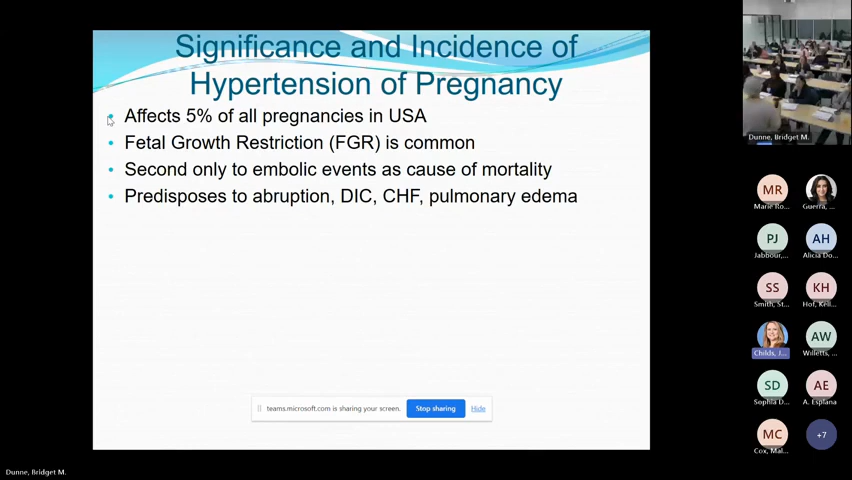 Significance and Incidence of
Hypertension of Pregnancy
Affects 5% of all pregnancies in USA
Fetal Growth Restriction (FGR) is common
Second only to embolic events as cause of mortality
Predisposes to abruption, DIC, CHF, pulmonary edema
teams.microsoft.com is sharing your screen. Stop sharing Hide
Dunne, Bridget M.
MR
Marie Ro... Guerra, ...
PJ AH
Jabbour,... Alicia Do...
SS KH
Smith, St... Hof, Kell...
AW
Childs, J... Willetts, ...
SD AE
Sophia D... A. Esplana
MC +7
Cox, Mal...
Dunne, Bridget M.